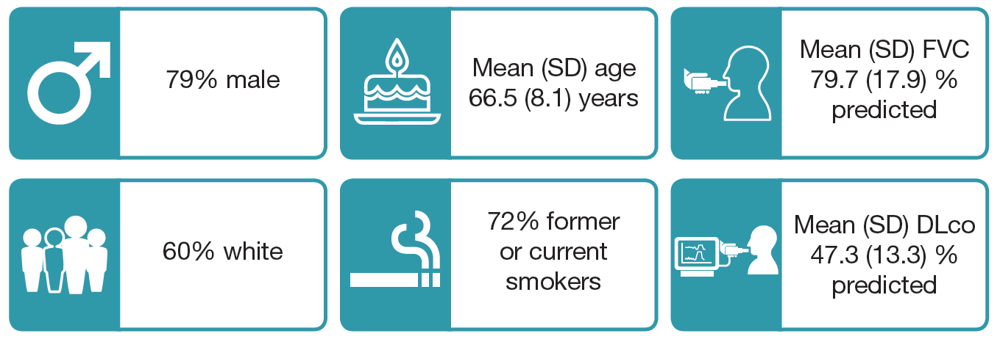 79% male
Mean (SD) age
66.5 (8.1) years
Mean (SD) FVC
79.7 (17.9) %
predicted
60% white
72% former
or current
smokers
Mean (SD) DLco
47.3 (13.3) %
predicted